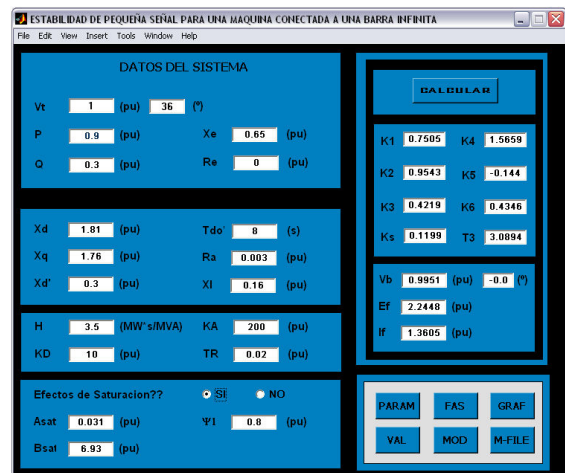 ESTABILIDAD DE PEQUEÑA SEÑAL PARA UNA MAQUINA CONECTADA A UNA BARRA INFINITA
File Edit View Insert Tools Window Help
DATOS DEL SISTEMA
Vt 1 (pu) 36 (º)
P 0.9 (pu) Xe 0.65 (pu)
Q 0.3 (pu) Re 0 (pu)
Xd 1.81 (pu) Tdo' 8 (s)
Xq 1.76 (pu) Ra 0.003 (pu)
Xd' 0.3 (pu) Xl 0.16 (pu)
H 3.5 (MW's/MVA) KA 200 (pu)
KD 10 (pu) TR 0.02 (pu)
Efectos de Saturacion?? SI NO
Asat 0.031 (pu) Ψ1 0.8 (pu)
Bsat 6.93 (pu)
CALCULAR
K1 0.7505 K4 1.5659
K2 0.9543 K5 -0.144
K3 0.4219 K6 0.4346
Ks 0.1199 T3 3.0894
Vb 0.9951 (pu) -0.0 (º)
Ef 2.2448 (pu)
If 1.3605 (pu)
PARAM FAS GRAF
VAL MOD M-FILE